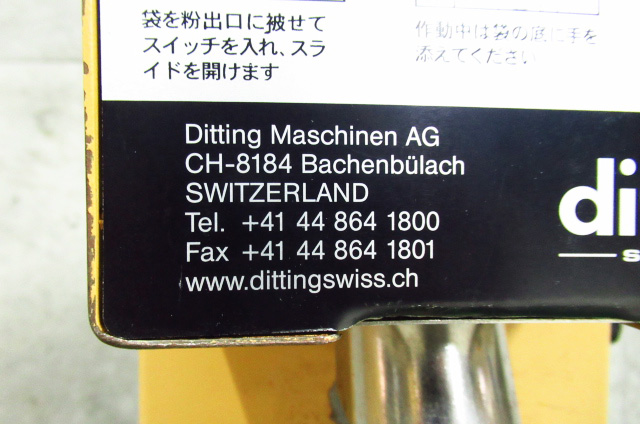 袋を粉出口に被せて
スイッチを入れ、スラ
イドを開けます
作動中は袋の底に手を
添えてください
Ditting Maschinen AG
CH-8184 Bachenbülach
SWITZERLAND
Tel. +41 44 864 1800
Fax +41 44 864 1801
www.dittingswiss.ch
di
s